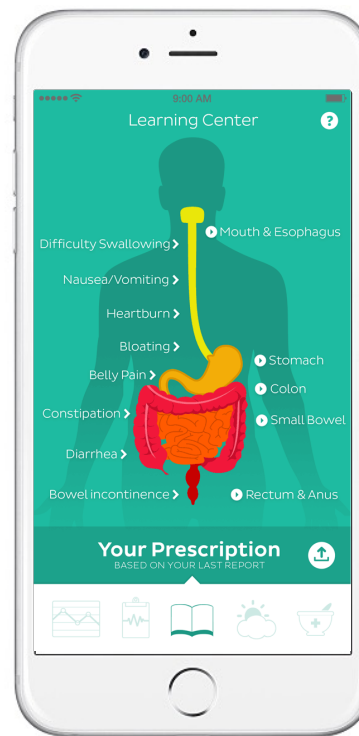 9:00 AM
Learning Center
?
Mouth & Esophagus
Difficulty Swallowing
Nausea/Vomiting
Heartburn
Bloating
Stomach
Belly Pain
Colon
Constipation
Small Bowel
Diarrhea
Bowel incontinence
Rectum & Anus
Your Prescription
BASED ON YOUR LAST REPORT